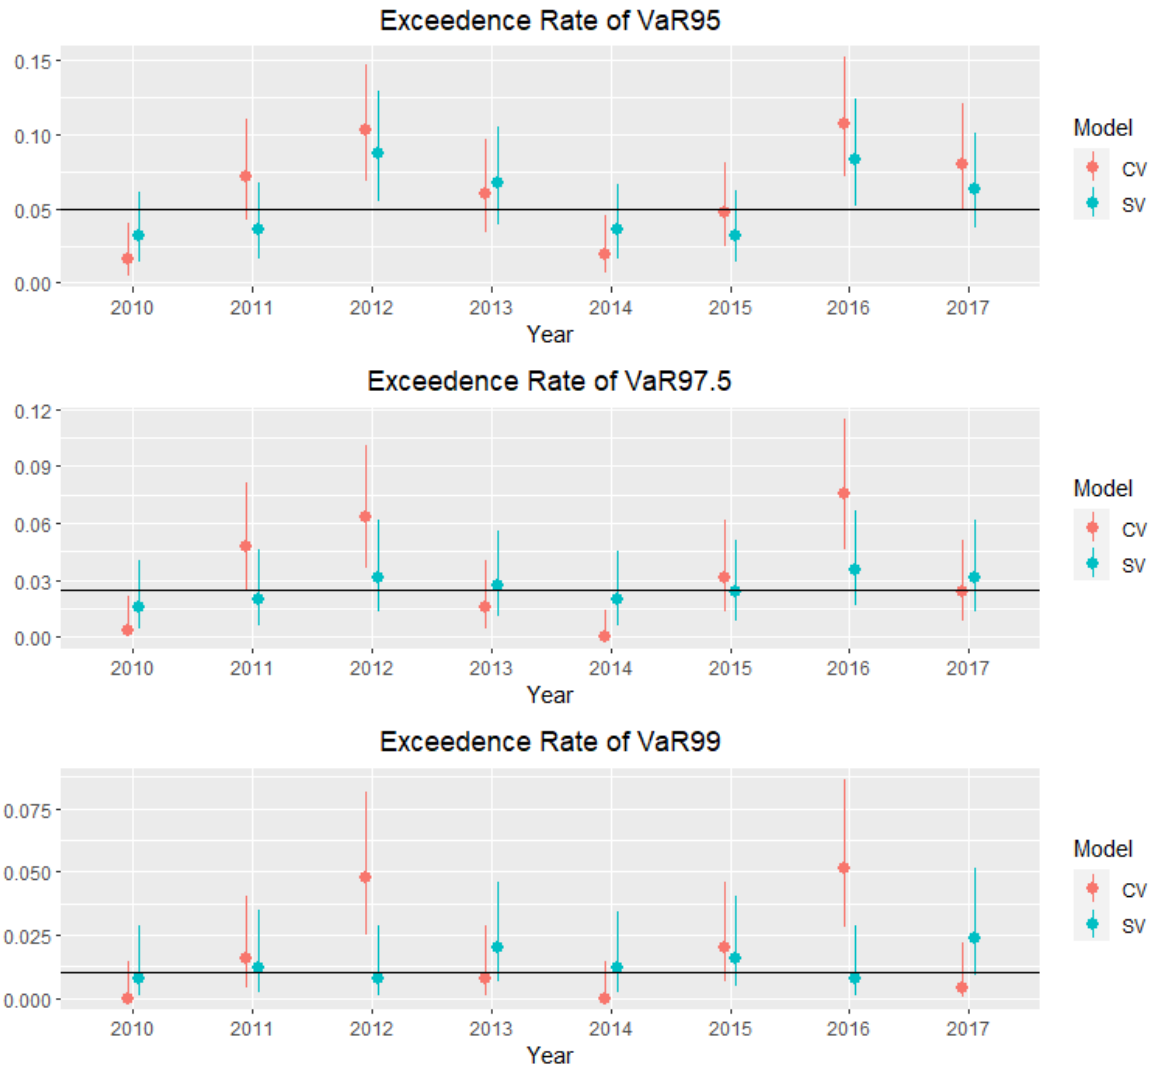 Exceedence Rate of VaR95
0.15
0.10
0.05
0.00
2010 2011 2012 2013 2014 2015 2016 2017
Year
Model
CV
SV
Exceedence Rate of VaR97.5
0.12
0.09
0.06
0.03
0.00
2010 2011 2012 2013 2014 2015 2016 2017
Year
Model
CV
SV
Exceedence Rate of VaR99
0.075
0.050
0.025
0.000
2010 2011 2012 2013 2014 2015 2016 2017
Year
Model
CV
SV